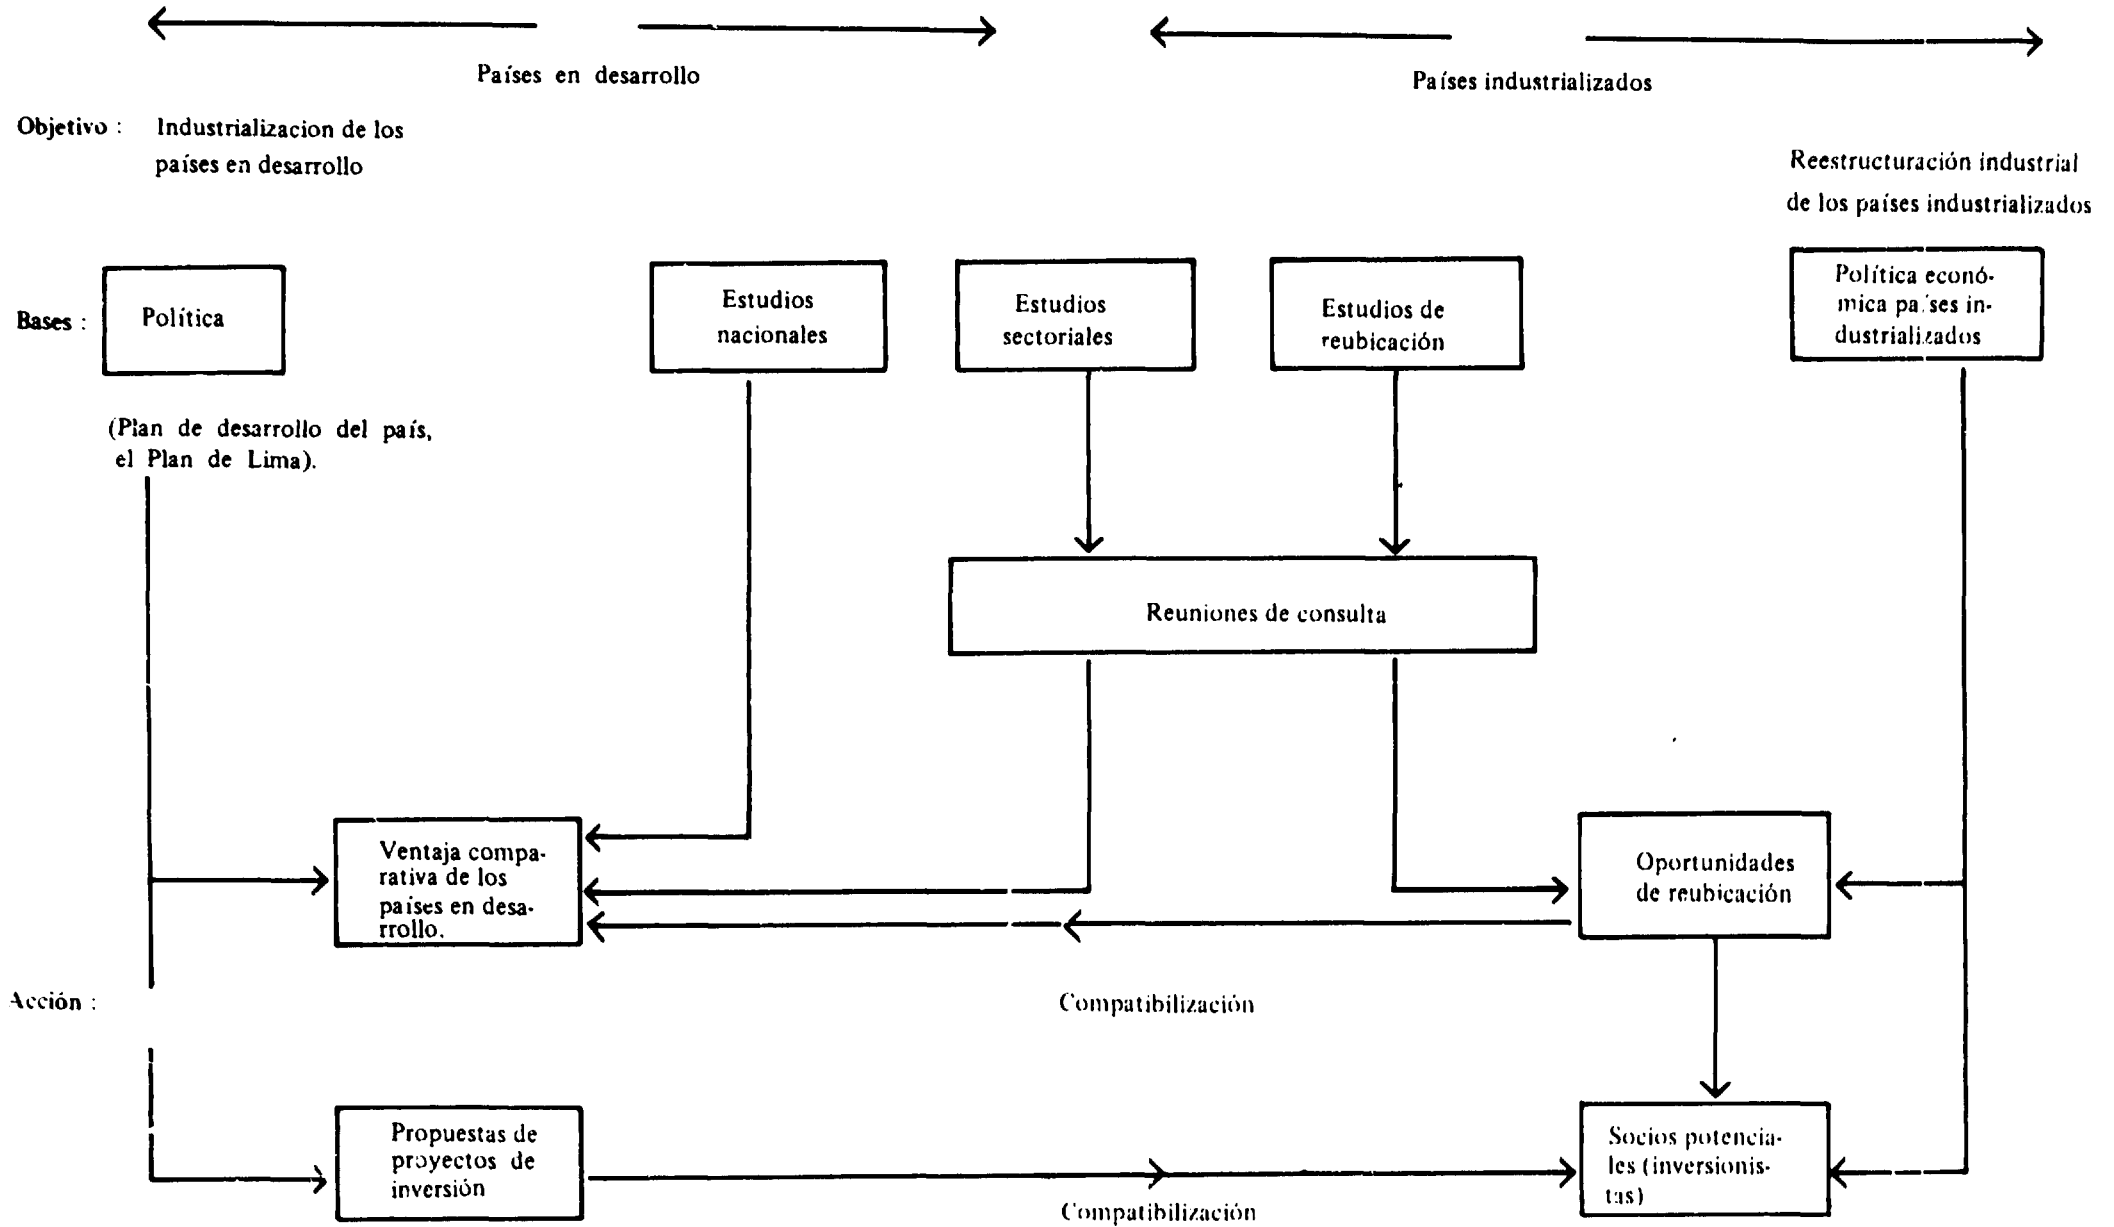 Países en desarrollo
Países industrializados
Objetivo :
Industrializacion de los
países en desarrollo
Reestructuración industrial
de los países industrializados
Bases :
Política
Estudios
nacionales
Estudios
sectoriales
Estudios de
reubicación
Política econó-
mica países in-
dustrializados
(Plan de desarrollo del país,
el Plan de Lima).
Reuniones de consulta
Ventaja compa-
rativa de los
países en desa-
rrollo.
Oportunidades
de reubicación
Acción :
Compatibilización
Propuestas de
proyectos de
inversión
Socios potencia-
les (inversionis-
tas)
Compatibilización